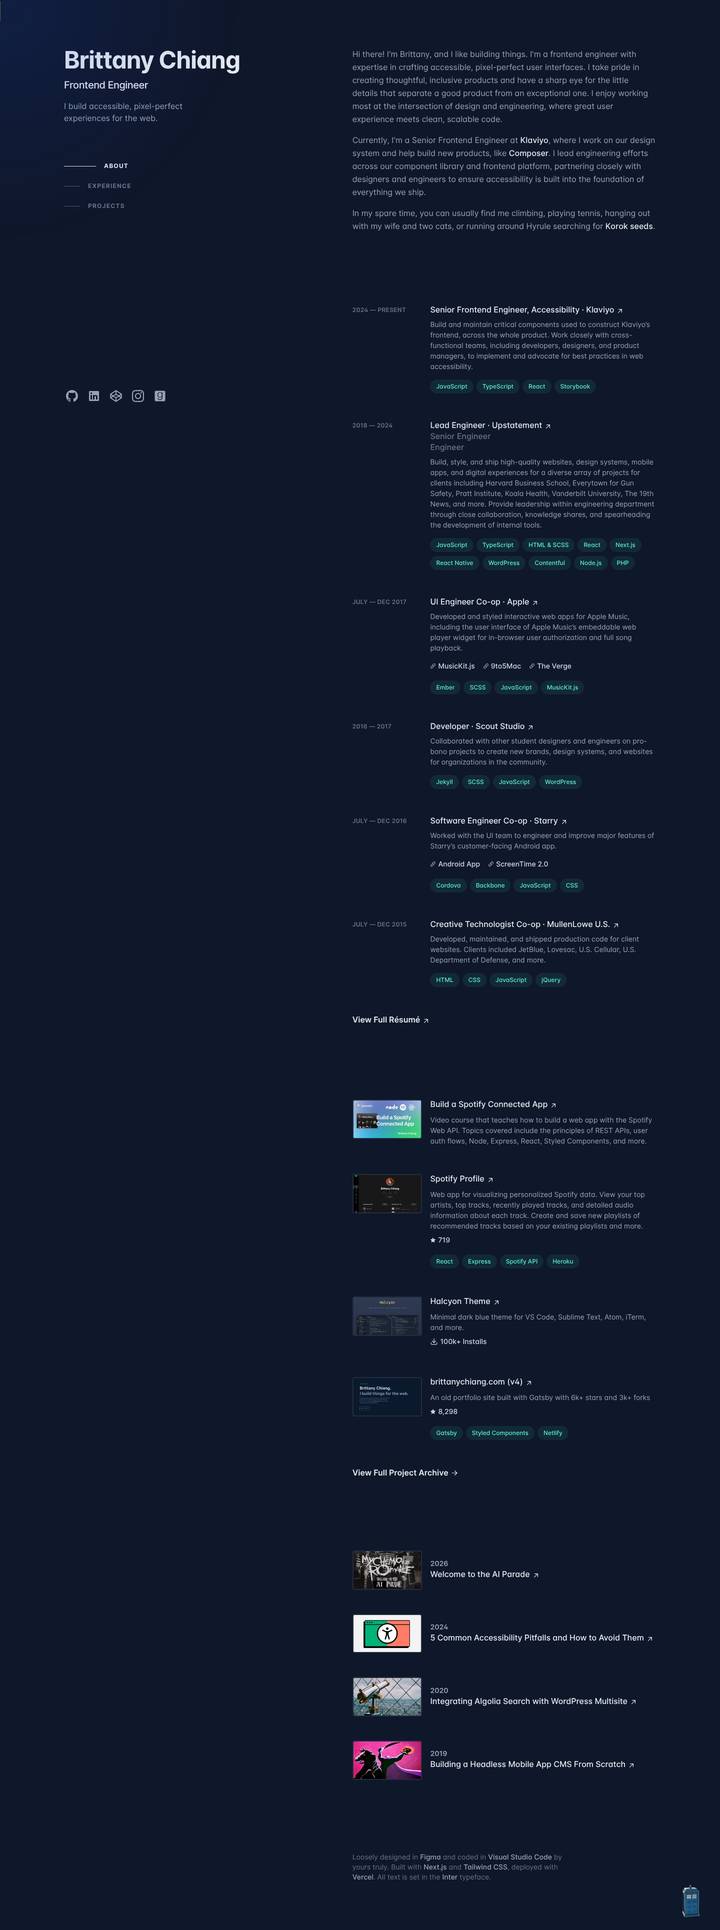 Brittany Chiang
Frontend Engineer
I build accessible, pixel-perfect
experiences for the web.
ABOUT
EXPERIENCE
PROJECTS
Hi there! I'm Brittany, and I like building things. I'm a frontend engineer with
expertise in crafting accessible, pixel-perfect user interfaces. I take pride in
creating thoughtful, inclusive products and have a sharp eye for the little
details that separate a good product from an exceptional one. I enjoy working
most at the intersection of design and engineering, where great user
experience meets clean, scalable code.
Currently, I'm a Senior Frontend Engineer at Klaviyo, where I work on our design
system and help build new products, like Composer. I lead engineering efforts
across our component library and frontend platform, partnering closely with
designers and engineers to ensure accessibility is built into the foundation of
everything we ship.
In my spare time, you can usually find me climbing, playing tennis, hanging out
with my wife and two cats, or running around Hyrule searching for Korok seeds.
2024 — PRESENT
Senior Frontend Engineer, Accessibility · Klaviyo
Build and maintain critical components used to construct Klaviyo's
frontend, across the whole product. Work closely with cross-
functional teams, including developers, designers, and product
managers, to implement and advocate for best practices in web
accessibility.
JavaScript TypeScript React Storybook
2018 — 2024
Lead Engineer · Upstatement
Senior Engineer
Engineer
Build, style, and ship high-quality websites, design systems, mobile
apps, and digital experiences for a diverse array of projects for
clients including Harvard Business School, Everytown for Gun
Safety, Pratt Institute, Koala Health, Vanderbilt University, The 19th
News, and more. Provide leadership within engineering department
through close collaboration, knowledge shares, and spearheading
the development of internal tools.
JavaScript TypeScript HTML & SCSS React Next.js
React Native WordPress Contentful Node.js PHP
JULY — DEC 2017
UI Engineer Co-op · Apple
Developed and styled interactive web apps for Apple Music,
including the user interface of Apple Music's embeddable web
player widget for in-browser user authorization and full song
playback.
MusicKit.js 9to5Mac The Verge
Ember SCSS JavaScript MusicKit.js
2016 — 2017
Developer · Scout Studio
Collaborated with other student designers and engineers on pro-
bono projects to create new brands, design systems, and websites
for organizations in the community.
Jekyll SCSS JavaScript WordPress
JULY — DEC 2016
Software Engineer Co-op · Starry
Worked with the UI team to engineer and improve major features of
Starry's customer-facing Android app.
Android App ScreenTime 2.0
Cordova Backbone JavaScript CSS
JULY — DEC 2015
Creative Technologist Co-op · MullenLowe U.S.
Developed, maintained, and shipped production code for client
websites. Clients included JetBlue, Lovesac, U.S. Cellular, U.S.
Department of Defense, and more.
HTML CSS JavaScript jQuery
View Full Résumé
node
Build a Spotify
Connected App
Build a Spotify Connected App
Video course that teaches how to build a web app with the Spotify
Web API. Topics covered include the principles of REST APIs, user
auth flows, Node, Express, React, Styled Components, and more.
Brittany Chiang
Spotify Profile
Web app for visualizing personalized Spotify data. View your top
artists, top tracks, recently played tracks, and detailed audio
information about each track. Create and save new playlists of
recommended tracks based on your existing playlists and more.
719
React Express Spotify API Heroku
Halcyon
Halcyon Theme
Minimal dark blue theme for VS Code, Sublime Text, Atom, iTerm,
and more.
100k+ Installs
Brittany Chiang.
I build things for the web.
brittanychiang.com (v4)
An old portfolio site built with Gatsby with 6k+ stars and 3k+ forks
8,298
Gatsby Styled Components Netlify
View Full Project Archive
MY CHEMICAL
ROMANCE
AI PARADE
2026
Welcome to the AI Parade
2024
5 Common Accessibility Pitfalls and How to Avoid Them
2020
Integrating Algolia Search with WordPress Multisite
2019
Building a Headless Mobile App CMS From Scratch
Loosely designed in Figma and coded in Visual Studio Code by
yours truly. Built with Next.js and Tailwind CSS, deployed with
Vercel. All text is set in the Inter typeface.